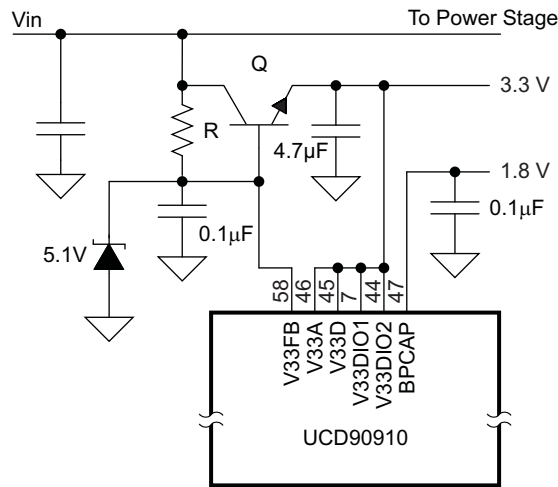 Vin
To Power Stage
Q
3.3 V
R
4.7µF
1.8 V
0.1µF
0.1µF
5.1V
58
46
45
7
44
47
V33FB
V33A
V33D
V33DIO1
V33DIO2
BPCAP
UCD90910